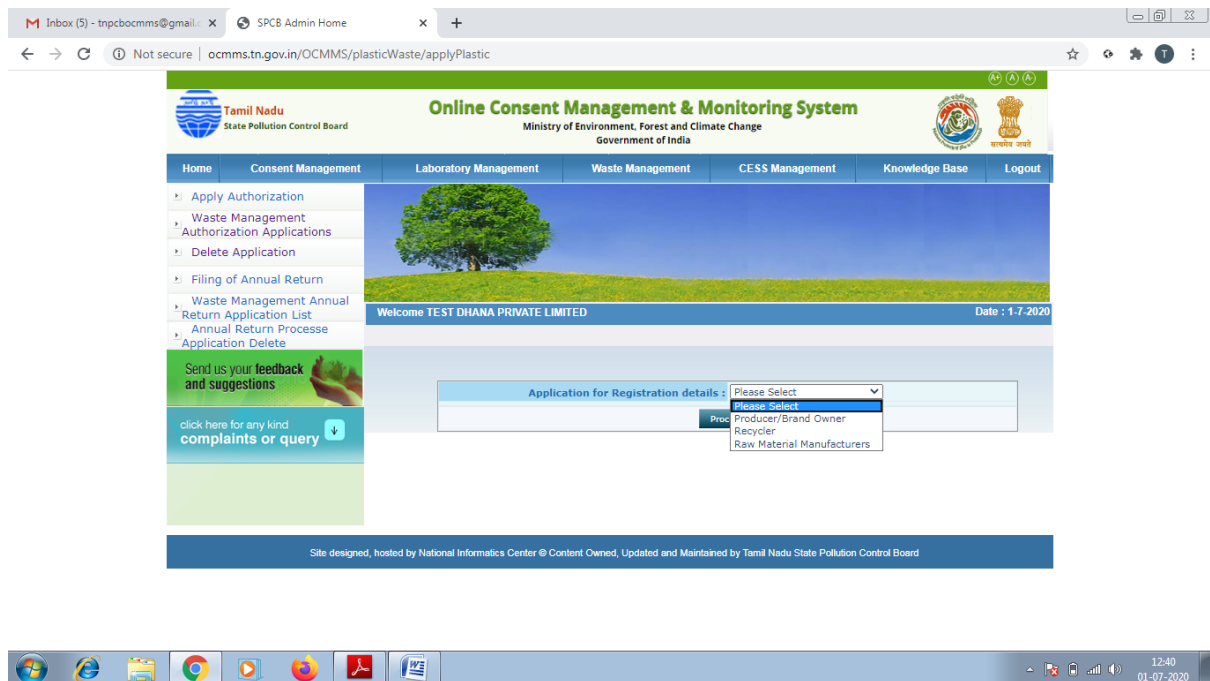 Inbox (5) - tnpcbocmms@gmail.c
SPCB Admin Home
Not secure | ocmms.tn.gov.in/OCMMS/plasticWaste/applyPlastic
T
A+ A A-
Tamil Nadu
State Pollution Control Board
Online Consent Management & Monitoring System
Ministry of Environment, Forest and Climate Change
Government of India
सत्यमेव जयते
Home Consent Management Laboratory Management Waste Management CESS Management Knowledge Base Logout
Apply Authorization
Waste Management
Authorization Applications
Delete Application
Filing of Annual Return
Waste Management Annual
Return Application List
Annual Return Processe
Application Delete
Send us your feedback
and suggestions
click here for any kind
complaints or query
Welcome TEST DHANA PRIVATE LIMITED
Date : 1-7-2020
Application for Registration details : Please Select
Please Select
Proc
Producer/Brand Owner
Recycler
Raw Material Manufacturers
Site designed, hosted by National Informatics Center © Content Owned, Updated and Maintained by Tamil Nadu State Pollution Control Board
12:40
01-07-2020